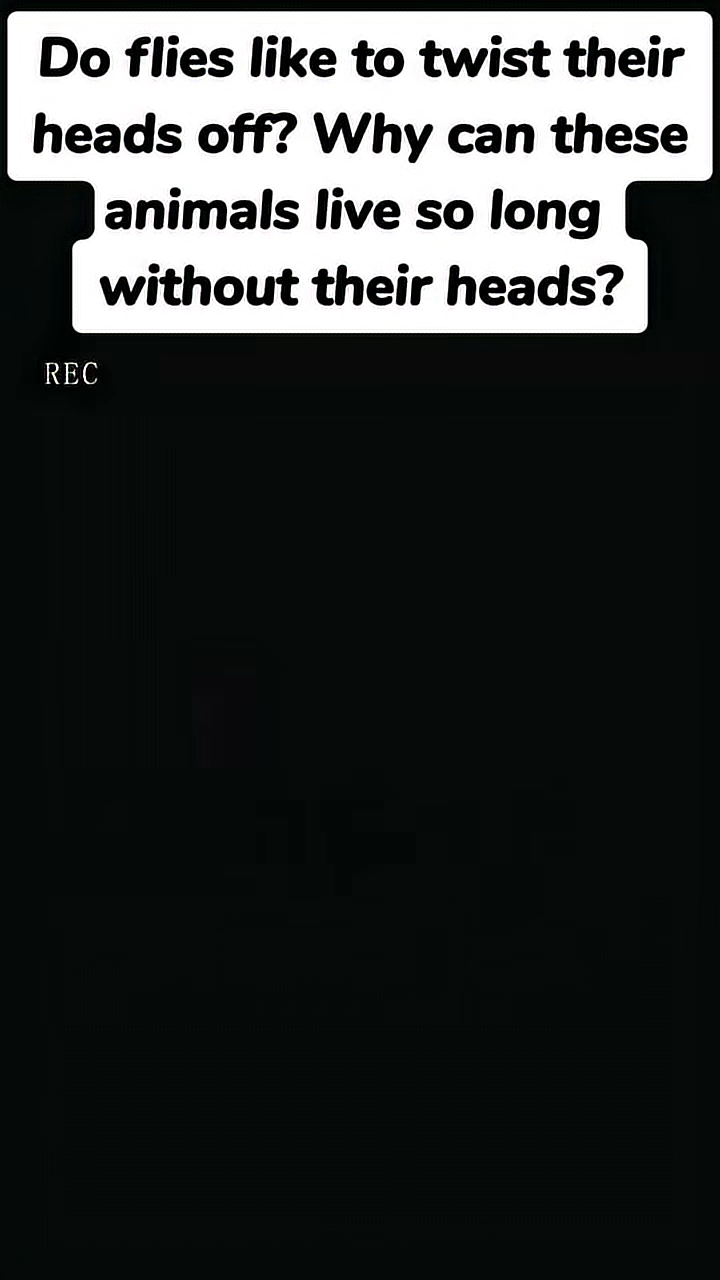 Do flies like to twist their
heads off? Why can these
animals live so long
without their heads?
REC